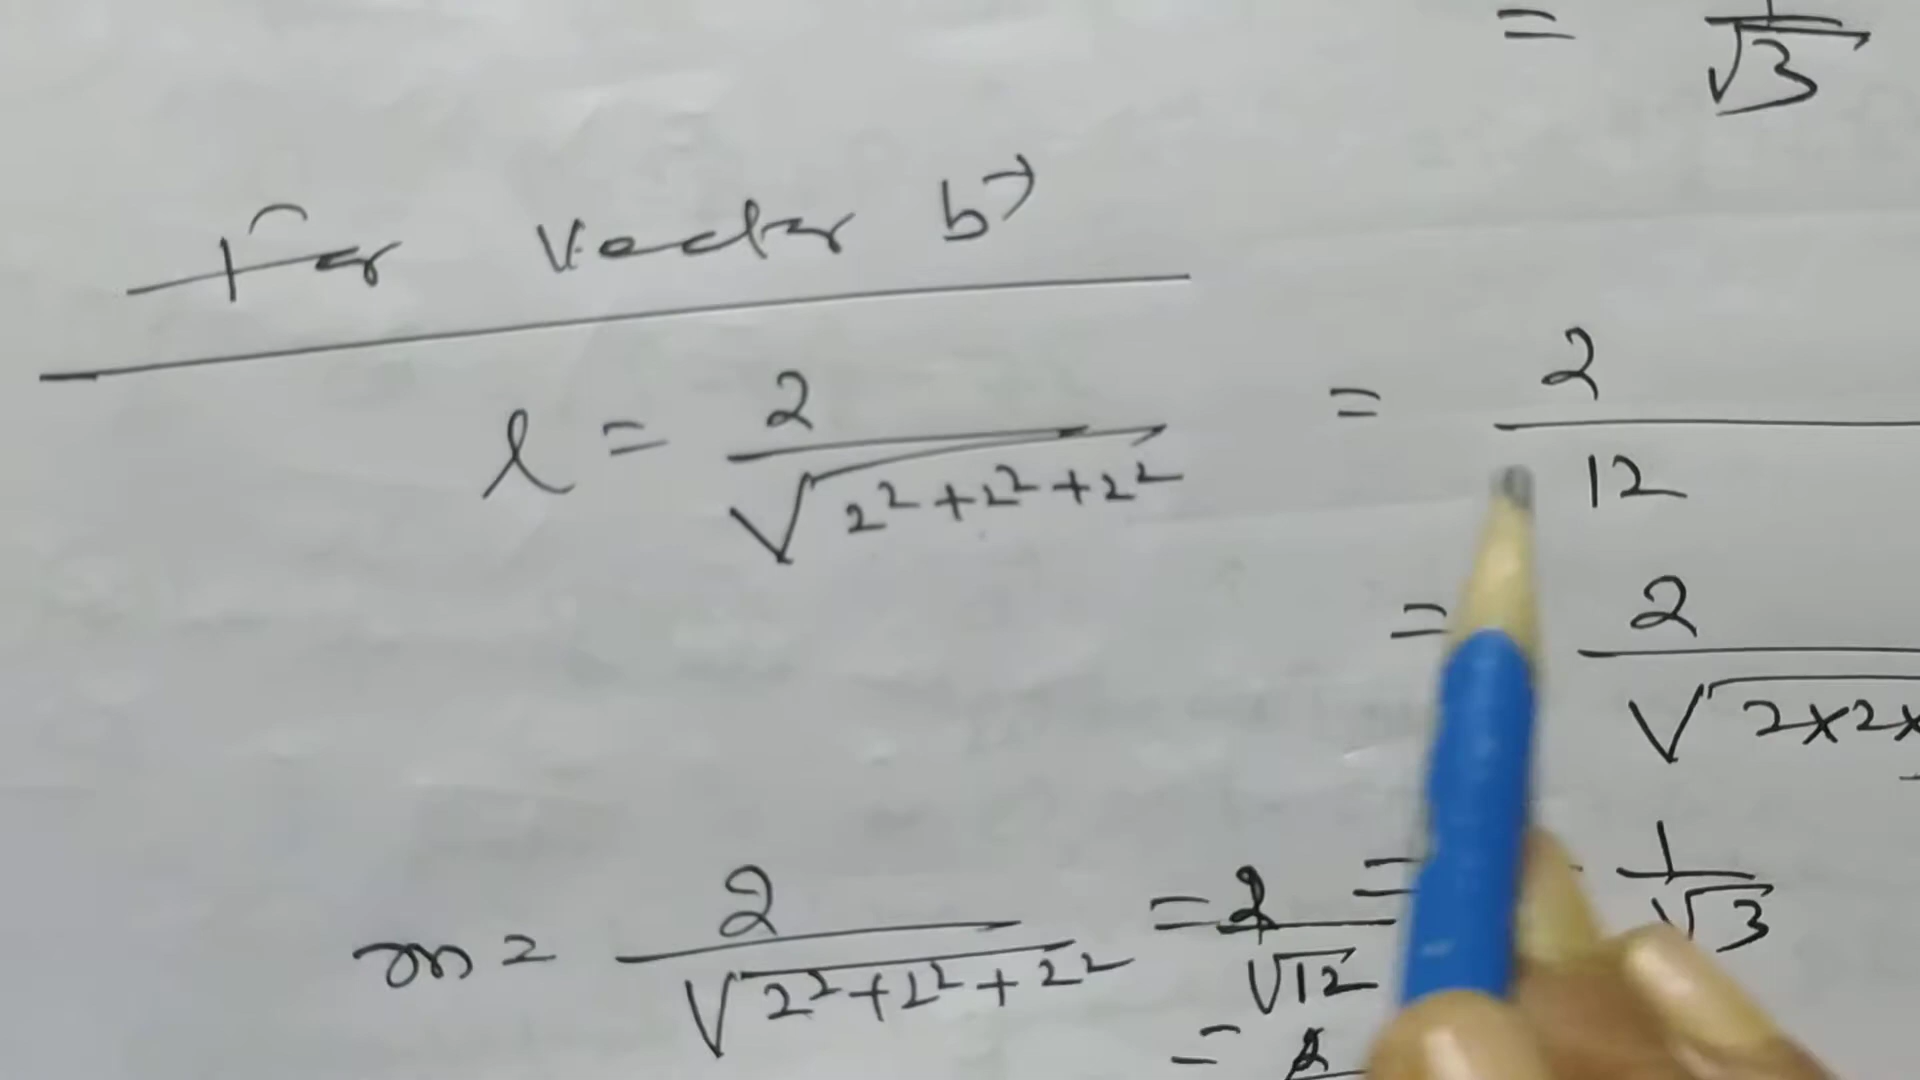 = 1/√3
For Vector b→
l = 2/√(2²+2²+2²) = 2/12
= 2/√(2×2×
= 1/√3
m = 2/√(2²+2²+2²) = 2/√12
= 2